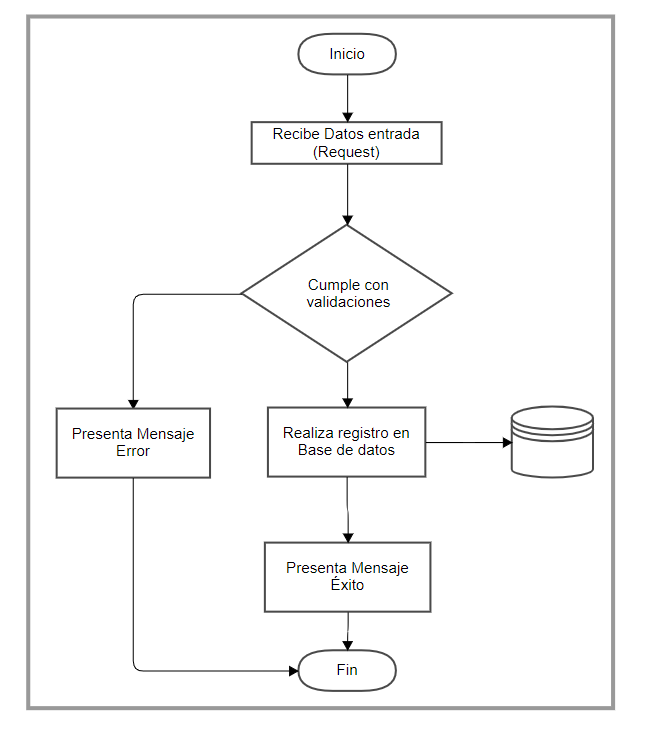 Inicio
Recibe Datos entrada
(Request)
Cumple con
validaciones
Presenta Mensaje
Error
Realiza registro en
Base de datos
Presenta Mensaje
Éxito
Fin